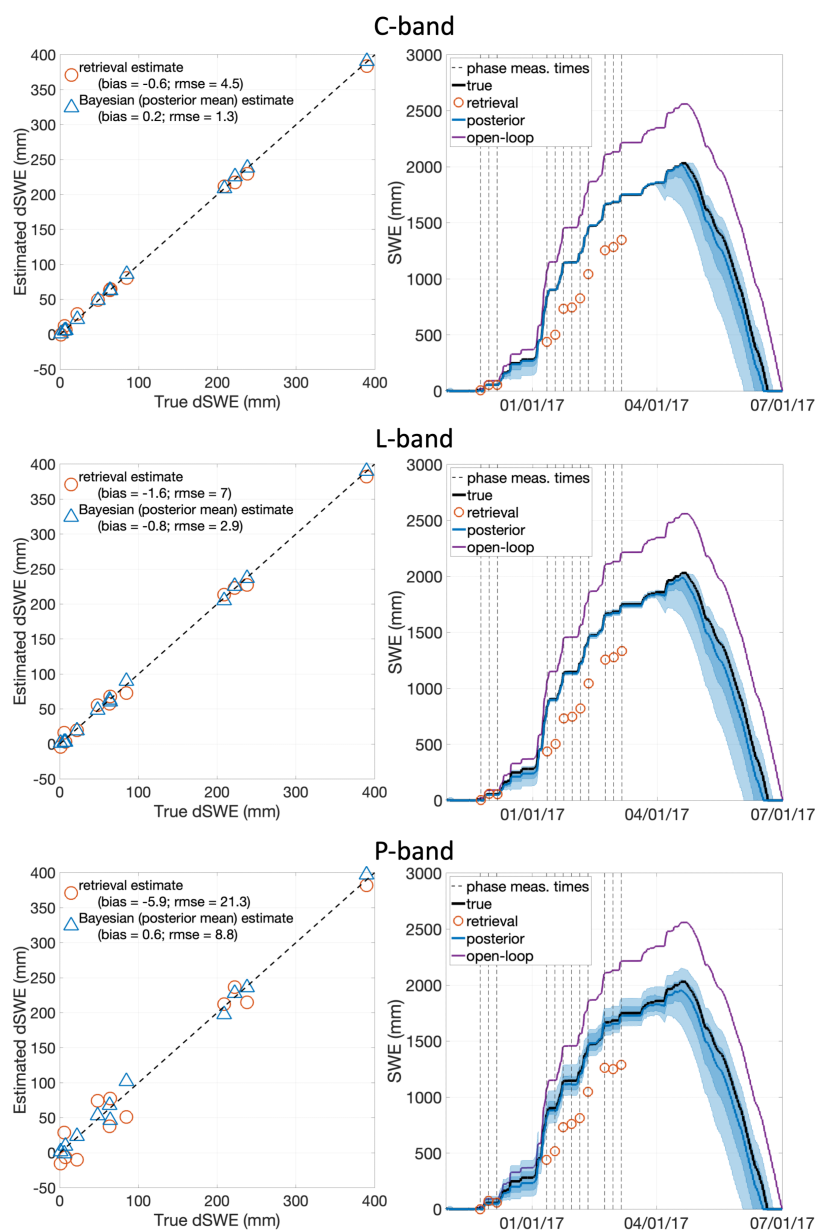 C-band
400
350
300
250
200
150
100
50
0
-50
0
100
200
300
400
Estimated dSWE (mm)
True dSWE (mm)
retrieval estimate
(bias = -0.6; rmse = 4.5)
Bayesian (posterior mean) estimate
(bias = 0.2; rmse = 1.3)
3000
2500
2000
1500
1000
500
0
SWE (mm)
01/01/17
04/01/17
07/01/17
phase meas. times
true
retrieval
posterior
open-loop
L-band
400
350
300
250
200
150
100
50
0
-50
0
100
200
300
400
Estimated dSWE (mm)
True dSWE (mm)
retrieval estimate
(bias = -1.6; rmse = 7)
Bayesian (posterior mean) estimate
(bias = -0.8; rmse = 2.9)
3000
2500
2000
1500
1000
500
0
SWE (mm)
01/01/17
04/01/17
07/01/17
phase meas. times
true
retrieval
posterior
open-loop
P-band
400
350
300
250
200
150
100
50
0
-50
0
100
200
300
400
Estimated dSWE (mm)
True dSWE (mm)
retrieval estimate
(bias = -5.9; rmse = 21.3)
Bayesian (posterior mean) estimate
(bias = 0.6; rmse = 8.8)
3000
2500
2000
1500
1000
500
0
SWE (mm)
01/01/17
04/01/17
07/01/17
phase meas. times
true
retrieval
posterior
open-loop